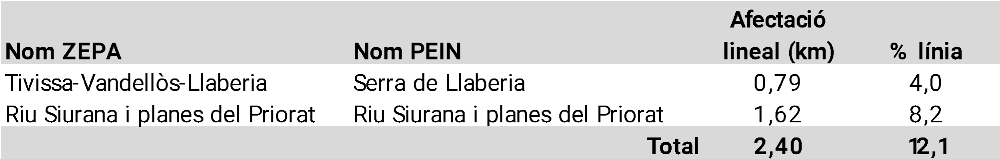 Afectació
Nom ZEPA Nom PEIN lineal (km) % línia
Tivissa-Vandellòs-Llaberia Serra de Llaberia 0,79 4,0
Riu Siurana i planes del Priorat Riu Siurana i planes del Priorat 1,62 8,2
Total 2,40 12,1